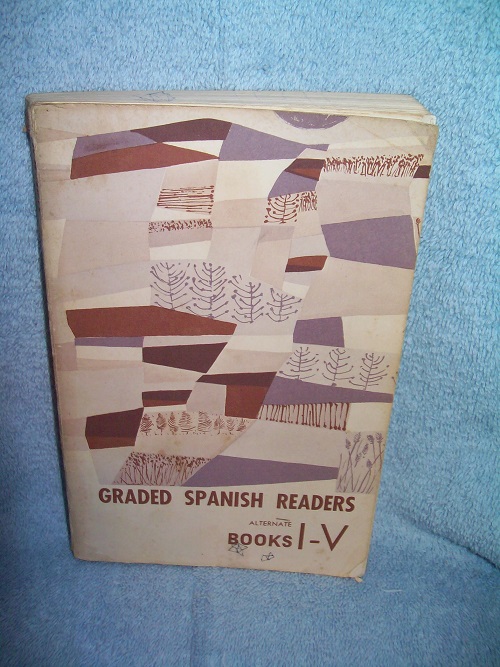 GRADED SPANISH READERS
ALTERNATE
BOOKS I-V